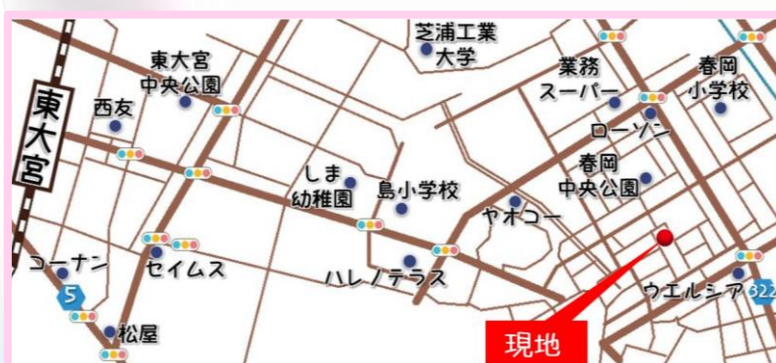 芝浦工業
大学
東大宮
中央公園
業務
スーパー
春岡
小学校
西友
ローソン
東大宮
しま
幼稚園
島小学校
春岡
中央公園
ヤオコー
コーナン
セイムス
ハレノテラス
ウエルシア
322
5
松屋
現地